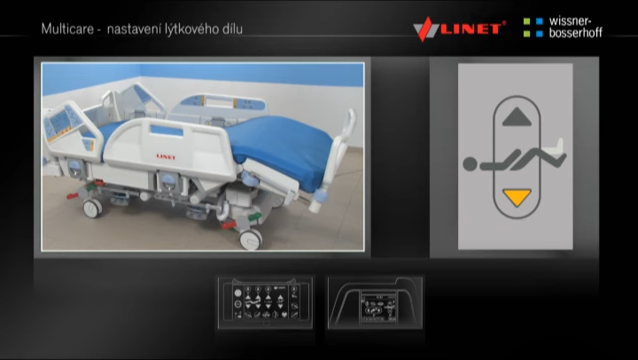 Multicare - nastavení lýtkového dílu
LINET®
wissner-
bosserhoff
LINET